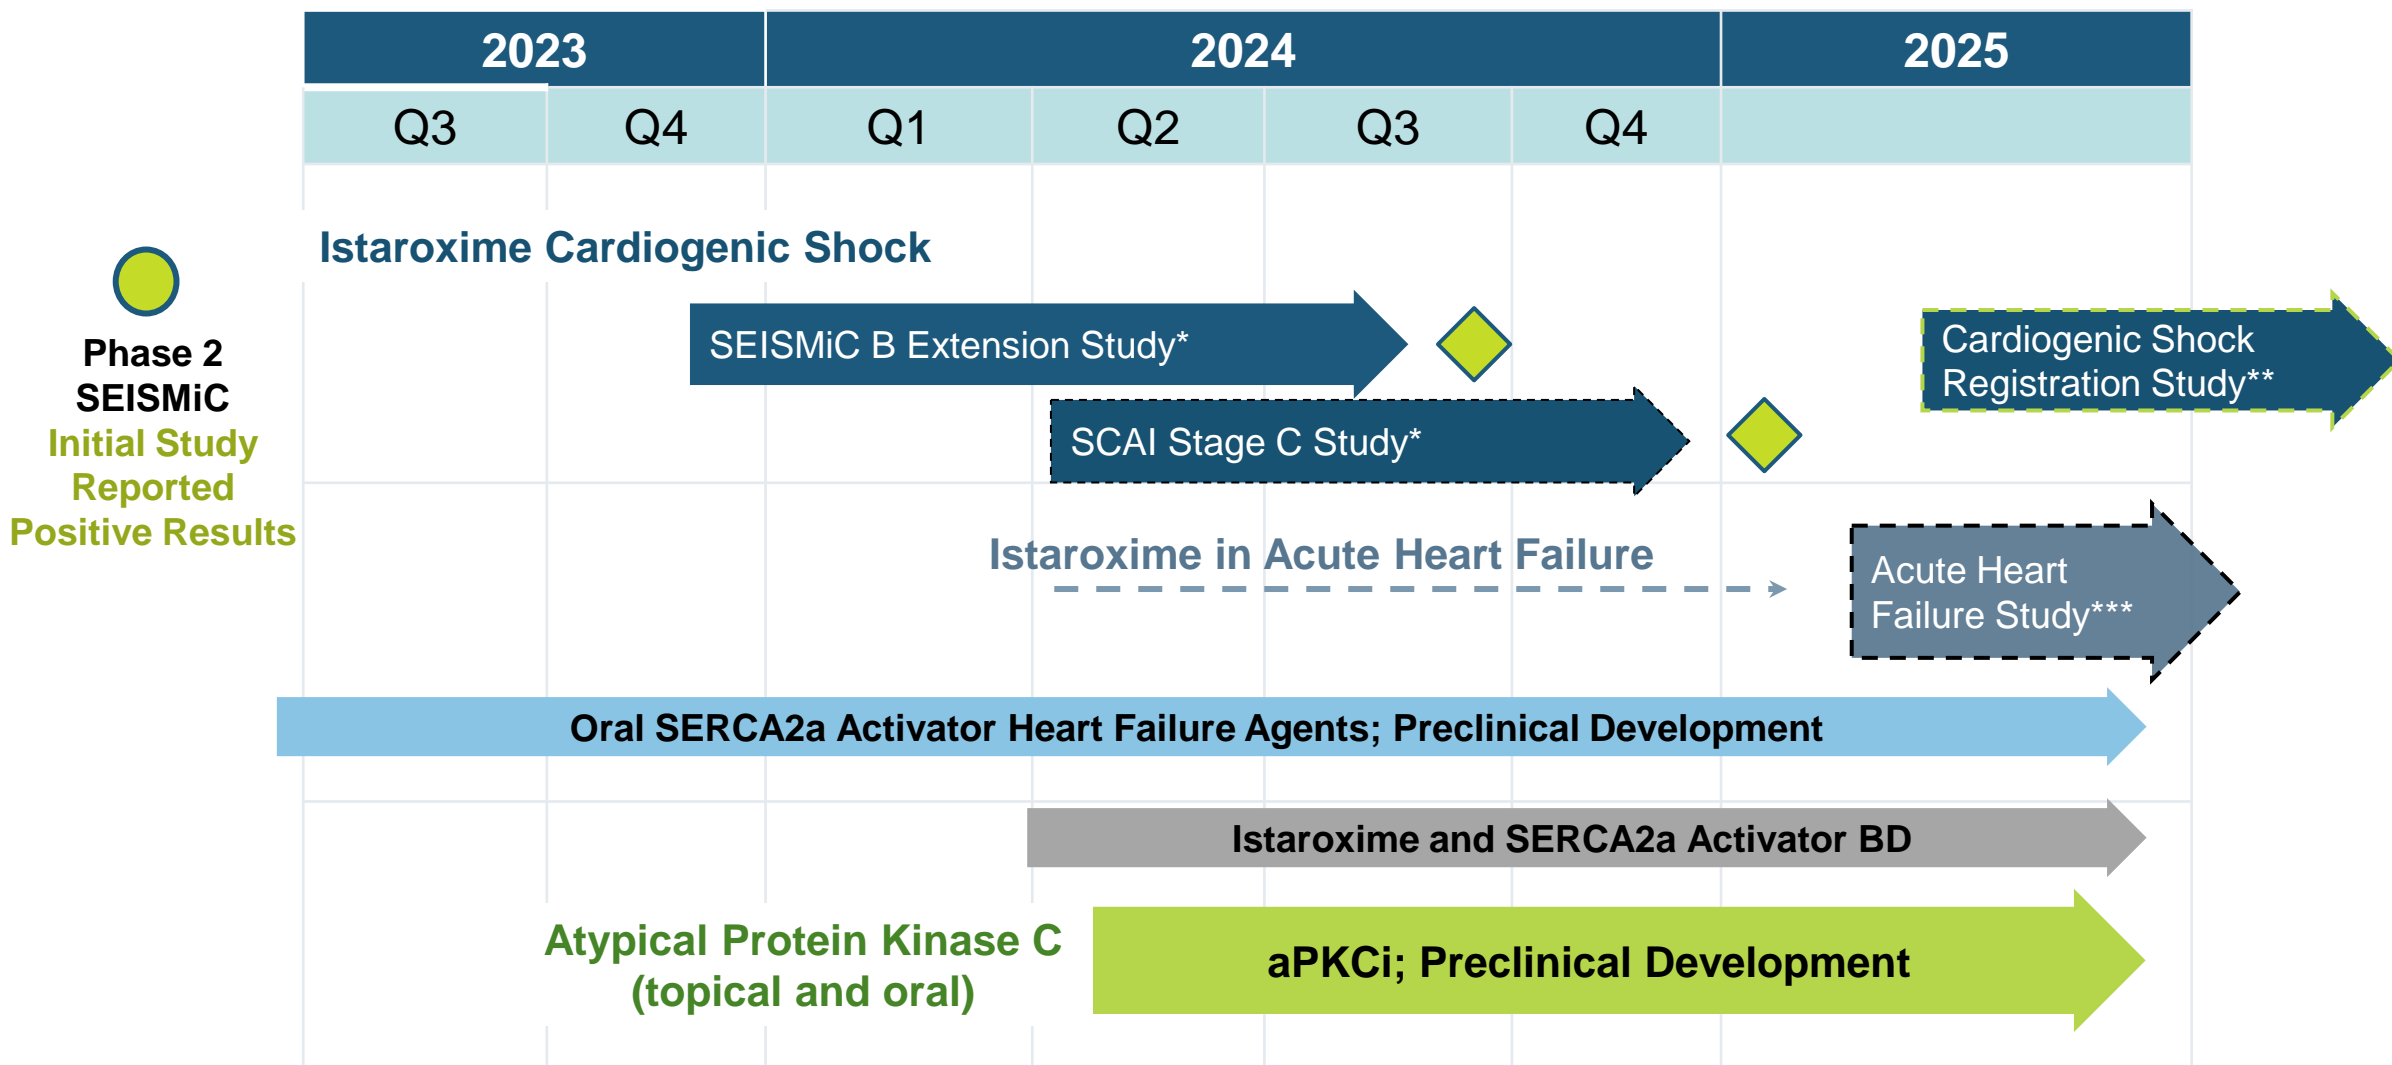 2023
2024
2025
Q3
Q4
Q1
Q2
Q3
Q4
Istaroxime Cardiogenic Shock
Phase 2
SEISMiC
Initial Study
Reported
Positive Results
SEISMiC B Extension Study*
Cardiogenic Shock
Registration Study**
SCAI Stage C Study*
Istaroxime in Acute Heart Failure
Acute Heart
Failure Study***
Oral SERCA2a Activator Heart Failure Agents; Preclinical Development
Istaroxime and SERCA2a Activator BD
Atypical Protein Kinase C
(topical and oral)
aPKCi; Preclinical Development